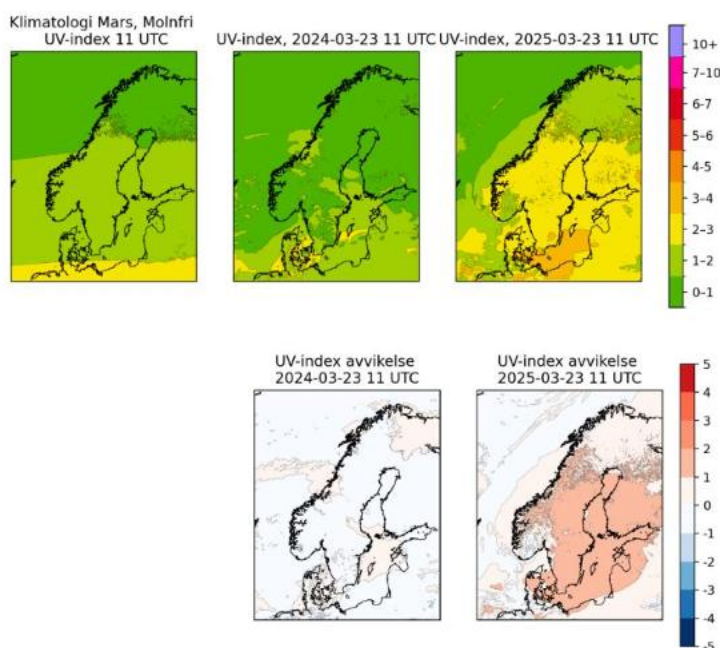 Klimatologi Mars, Molnfri
UV-index 11 UTC
UV-index, 2024-03-23 11 UTC
UV-index, 2025-03-23 11 UTC
10+
7-10
6-7
5-6
4-5
3-4
2-3
1-2
0-1
UV-index avvikelse
2024-03-23 11 UTC
UV-index avvikelse
2025-03-23 11 UTC
5
4
3
2
1
0
-1
-2
-3
-4
-5